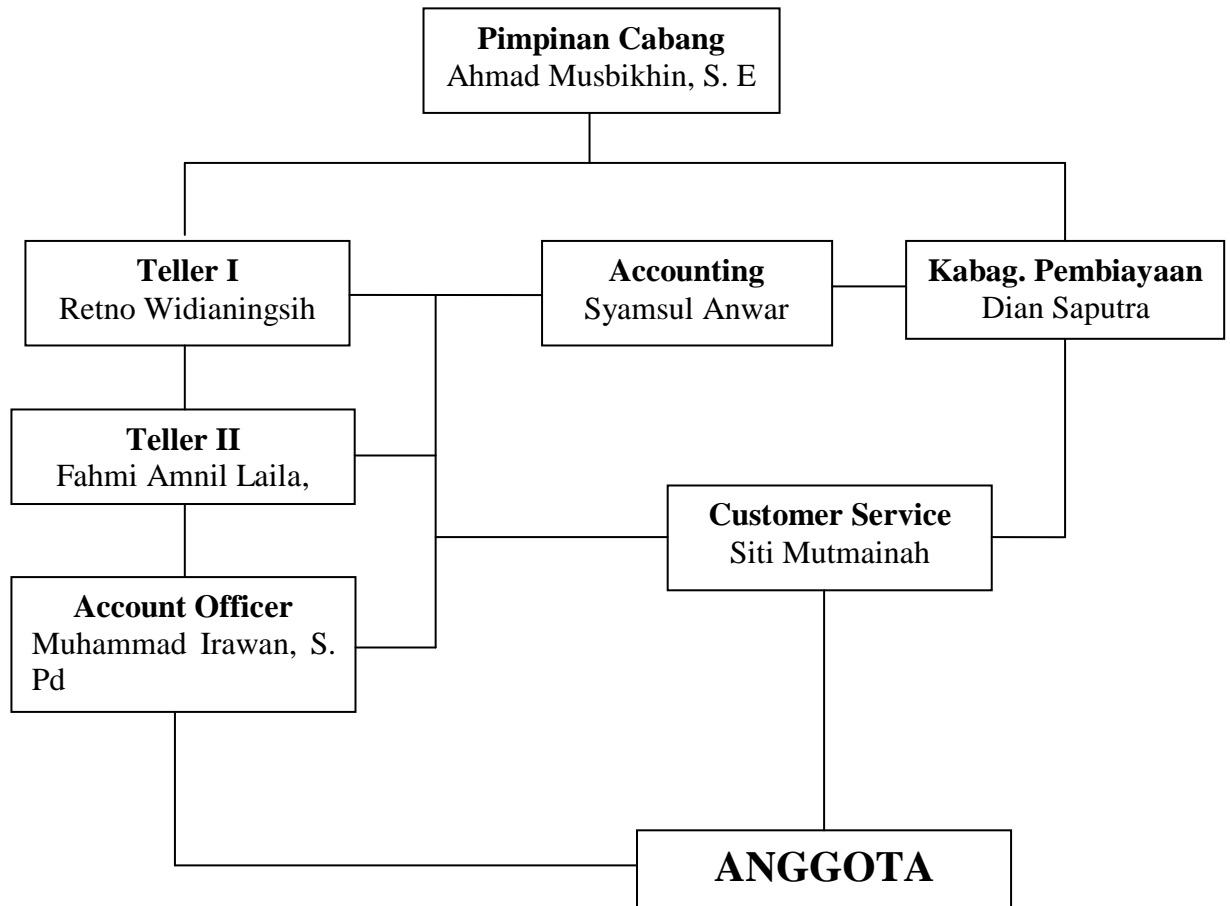 Pimpinan Cabang
Ahmad Musbikhin, S. E
Teller I
Retno Widianingsih
Accounting
Syamsul Anwar
Kabag. Pembiayaan
Dian Saputra
Teller II
Fahmi Amnil Laila,
Customer Service
Siti Mutmainah
Account Officer
Muhammad Irawan, S.
Pd
ANGGOTA